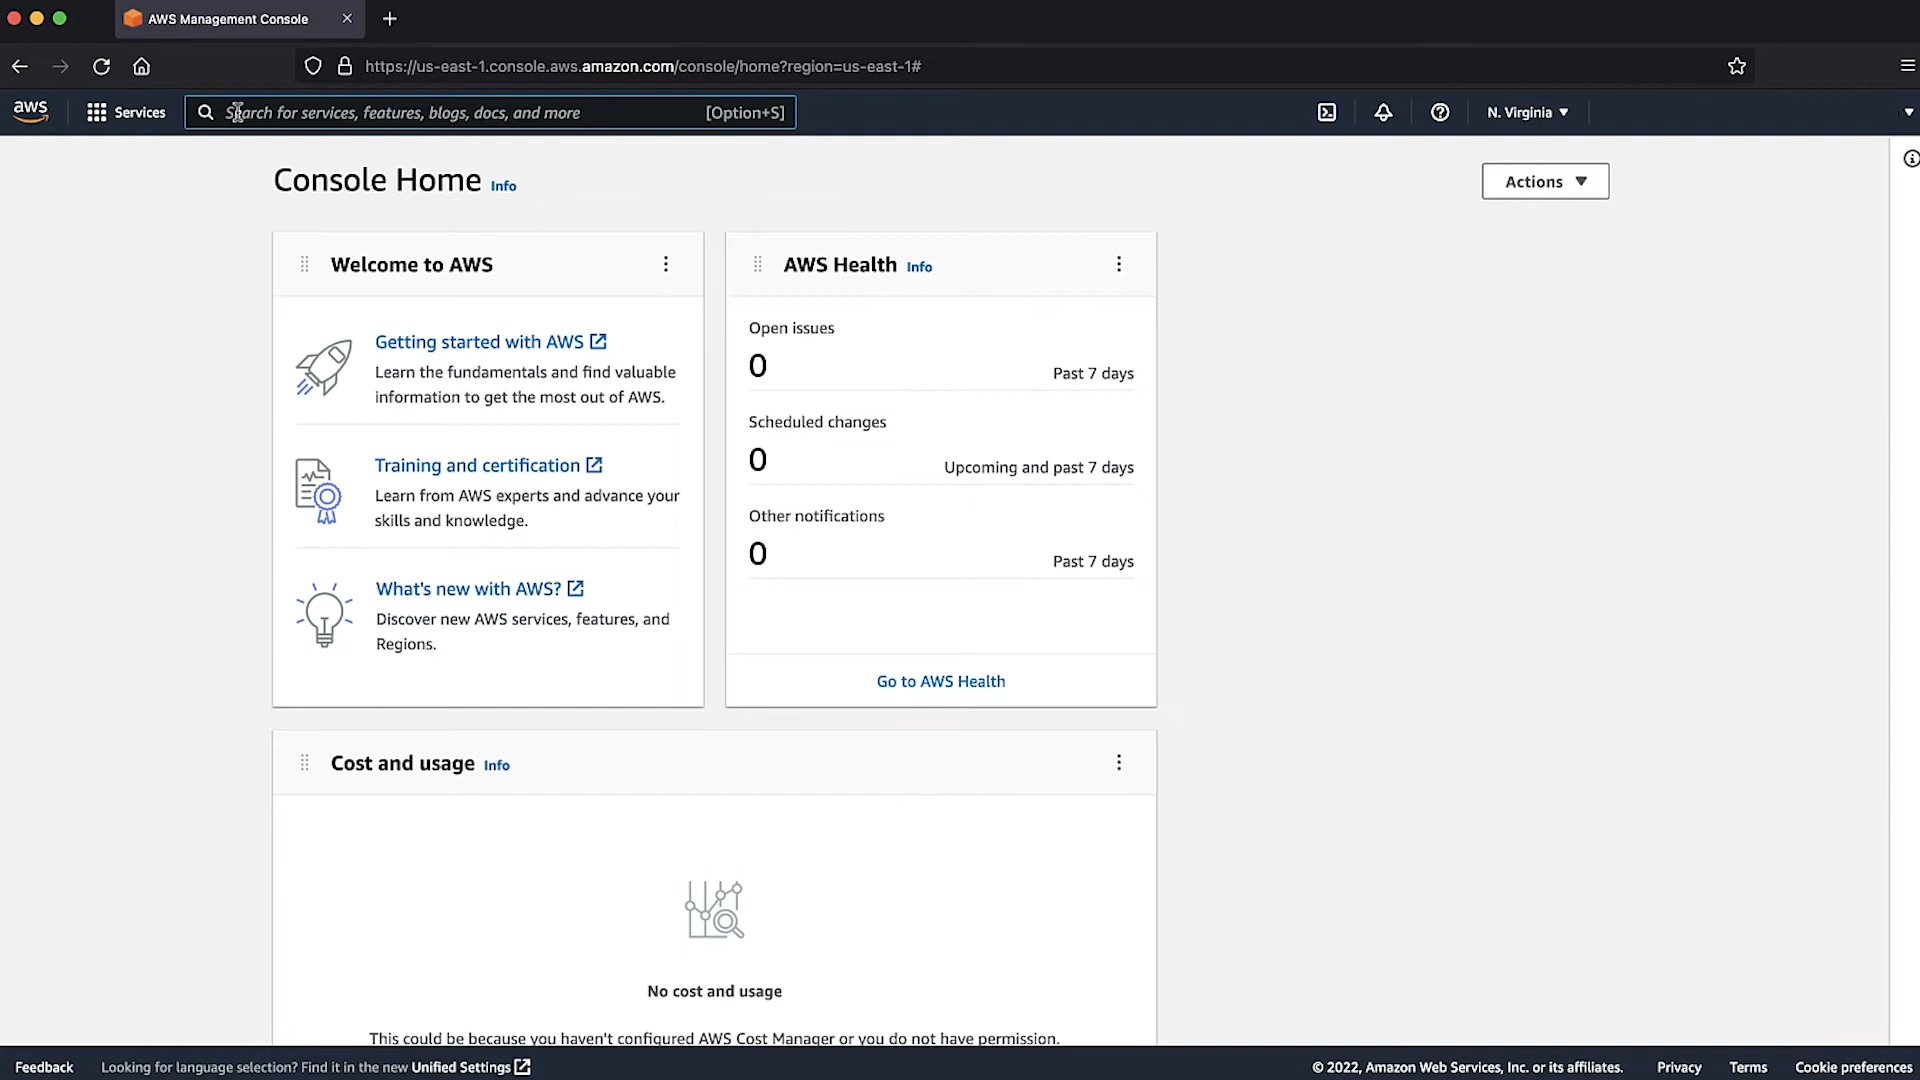 AWS Management Console
https://us-east-1.console.aws.amazon.com/console/home?region=us-east-1#
aws
Services
Search for services, features, blogs, docs, and more
[Option+S]
N. Virginia
Console Home Info
Actions
Welcome to AWS
Getting started with AWS
Learn the fundamentals and find valuable
information to get the most out of AWS.
Training and certification
Learn from AWS experts and advance your
skills and knowledge.
What's new with AWS?
Discover new AWS services, features, and
Regions.
AWS Health Info
Open issues
0
Past 7 days
Scheduled changes
0
Upcoming and past 7 days
Other notifications
0
Past 7 days
Go to AWS Health
Cost and usage Info
No cost and usage
This could be because you haven't configured AWS Cost Manager or you do not have permission.
Feedback
Looking for language selection? Find it in the new Unified Settings
© 2022, Amazon Web Services, Inc. or its affiliates.
Privacy
Terms
Cookie preferences